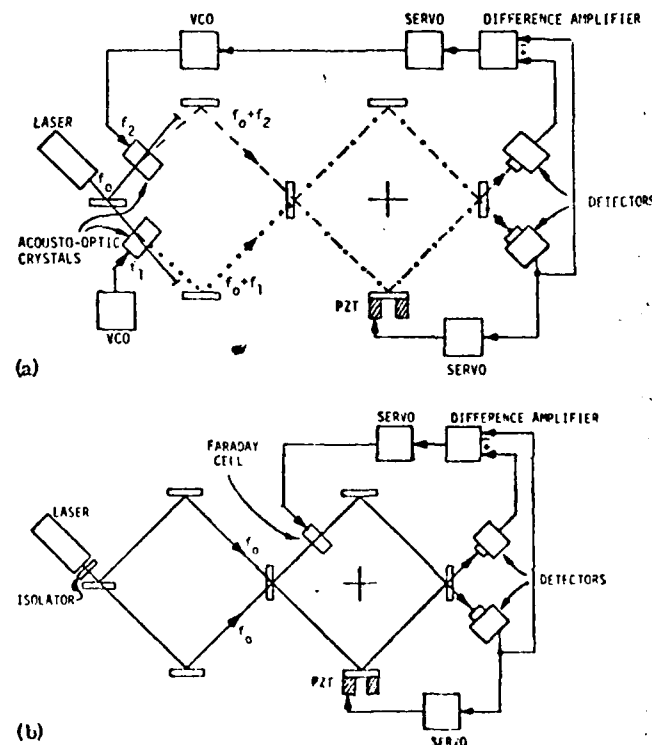 VCO
SERVO
DIFFERENCE AMPLIFIER
LASER
f₂
f₀+f₂
f₀
DETECTORS
ACOUSTO-OPTIC
CRYSTALS
f₁
f₀+f₁
PZT
VCO
SERVO
(a)
SERVO
DIFFERENCE AMPLIFIER
FARADAY
CELL
LASER
f₀
ISOLATOR
DETECTORS
f₀
PZT
SERVO
(b)